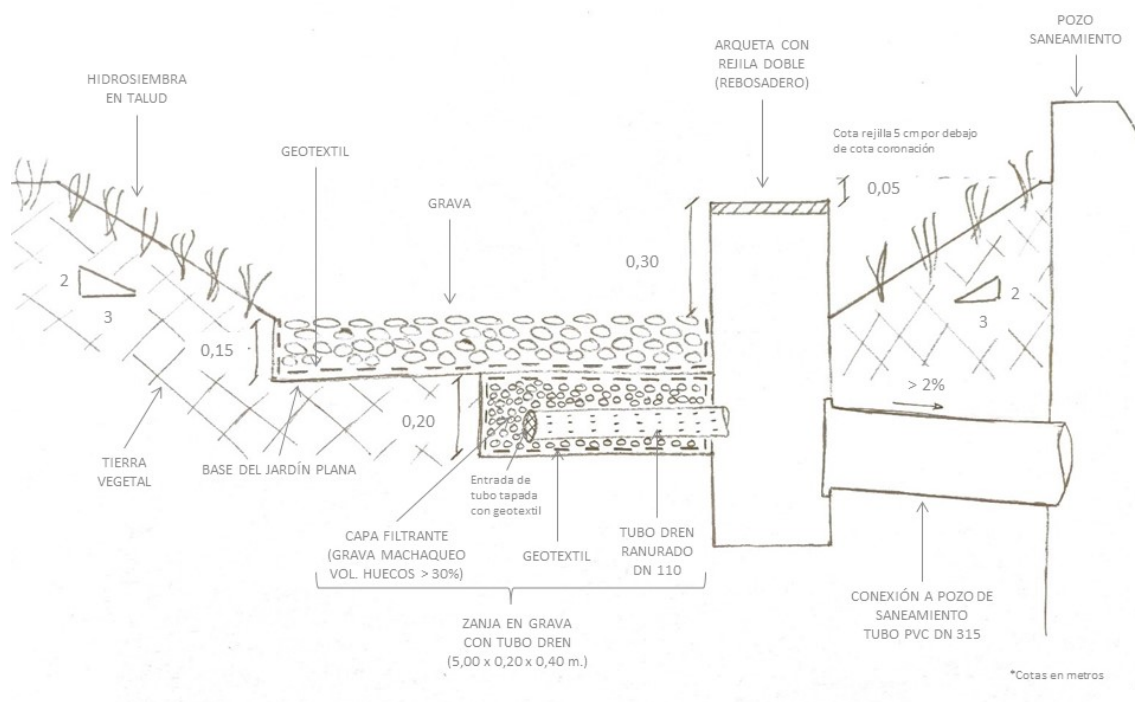 POZO
SANEAMIENTO
ARQUETA CON
REJILA DOBLE
(REBOSADERO)
HIDROSIEMBRA
EN TALUD
Cota rejilla 5 cm por debajo
de cota coronación
GEOTEXTIL
0,05
GRAVA
0,30
2
3
2
3
0,15
> 2%
0,20
TIERRA
VEGETAL
BASE DEL JARDÍN PLANA
Entrada de
tubo tapada
con geotextil
CAPA FILTRANTE
(GRAVA MACHAQUEO
VOL. HUECOS > 30%)
GEOTEXTIL
TUBO DREN
RANURADO
DN 110
CONEXIÓN A POZO DE
SANEAMIENTO
TUBO PVC DN 315
ZANJA EN GRAVA
CON TUBO DREN
(5,00 x 0,20 x 0,40 m.)
*Cotas en metros